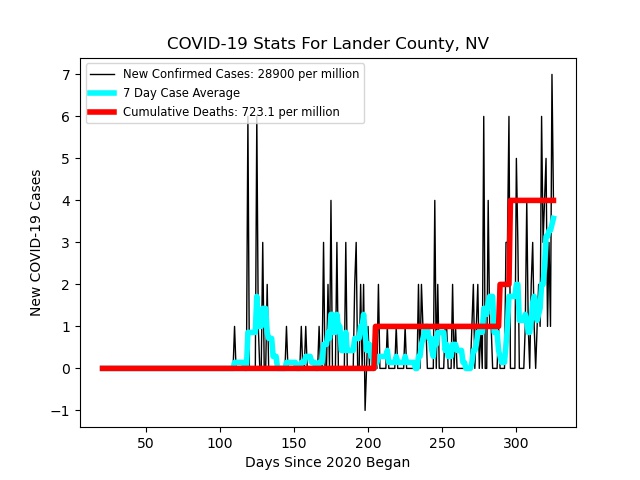 COVID-19 Stats For Lander County, NV
New Confirmed Cases: 28900 per million
7 Day Case Average
Cumulative Deaths: 723.1 per million
New COVID-19 Cases
7
6
5
4
3
2
1
0
−1
50
100
150
200
250
300
Days Since 2020 Began